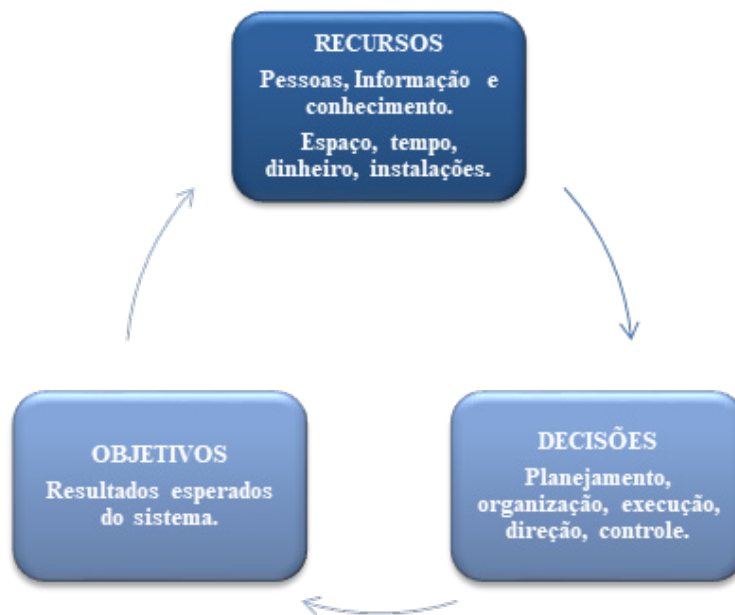 RECURSOS
Pessoas, Informação e
conhecimento.
Espaço, tempo,
dinheiro, instalações.
OBJETIVOS
Resultados esperados
do sistema.
DECISÕES
Planejamento,
organização, execução,
direção, controle.